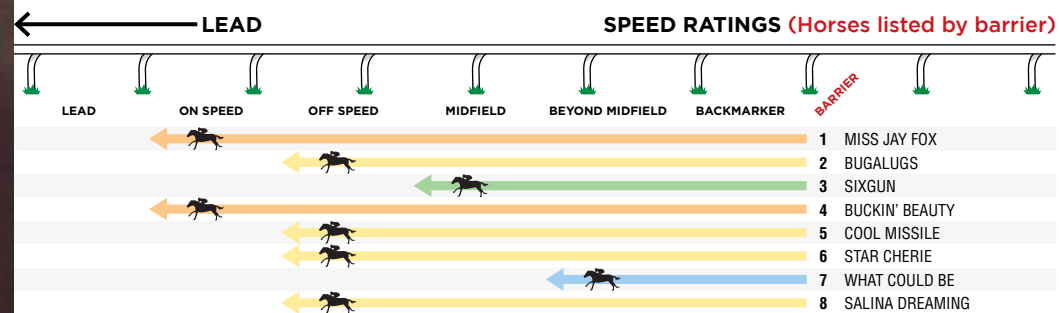 LEAD SPEED RATINGS (Horses listed by barrier)
LEAD ON SPEED OFF SPEED MIDFIELD BEYOND MIDFIELD BACKMARKER BARRIER
1 MISS JAY FOX
2 BUGALUGS
3 SIXGUN
4 BUCKIN' BEAUTY
5 COOL MISSILE
6 STAR CHERIE
7 WHAT COULD BE
8 SALINA DREAMING